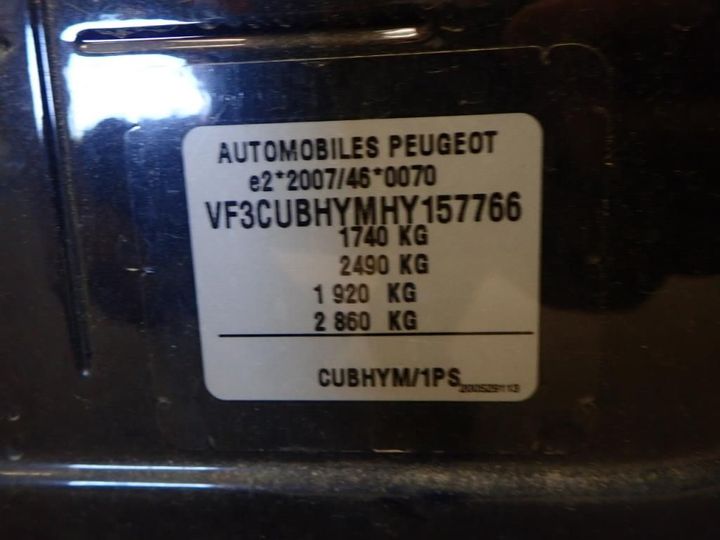 AUTOMOBILES PEUGEOT
e2*2007/46*0070
VF3CUBHYMHY157766
1740 KG
2490 KG
1 920 KG
2 860 KG
CUBHYM/1PS